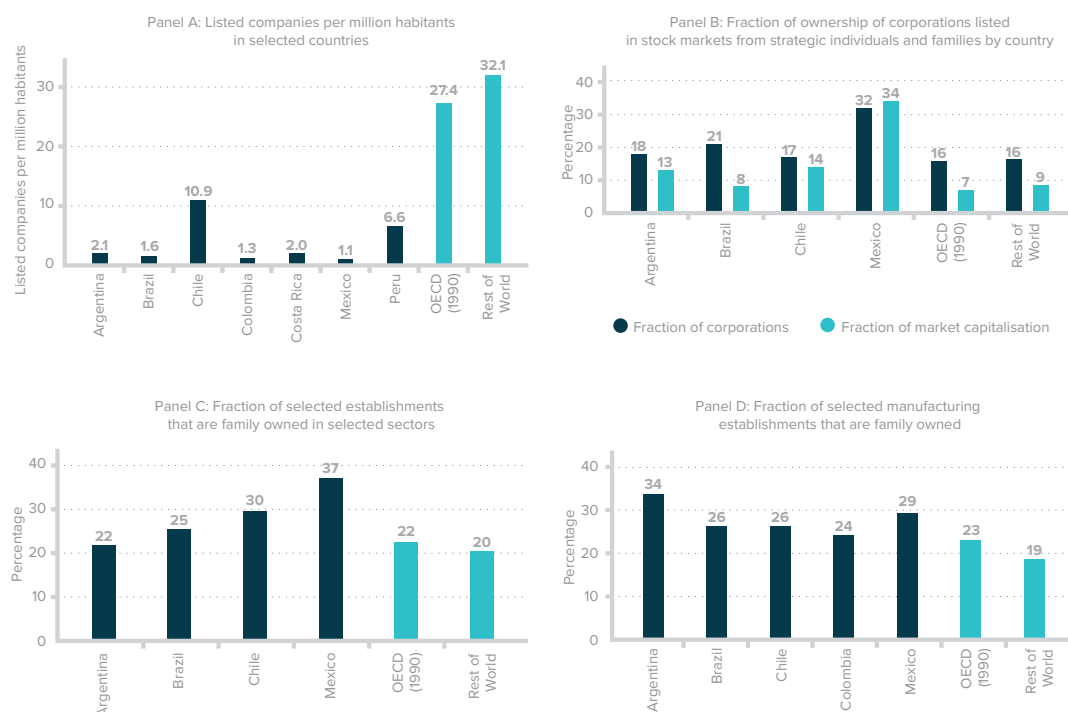 Panel A: Listed companies per million habitants
in selected countries
Listed companies per million habitants
30
20
10
0
2.1
1.6
10.9
1.3
2.0
1.1
6.6
27.4
32.1
Argentina
Brazil
Chile
Colombia
Costa Rica
Mexico
Peru
OECD
(1990)
Rest of
World
Panel B: Fraction of ownership of corporations listed
in stock markets from strategic individuals and families by country
Percentage
40
30
20
10
0
18
13
21
8
17
14
32
34
16
7
16
9
Argentina
Brazil
Chile
Mexico
OECD
(1990)
Rest of
World
Fraction of corporations
Fraction of market capitalisation
Panel C: Fraction of selected establishments
that are family owned in selected sectors
Percentage
40
30
20
10
0
22
25
30
37
22
20
Argentina
Brazil
Chile
Mexico
OECD
(1990)
Rest of
World
Panel D: Fraction of selected manufacturing
establishments that are family owned
Percentage
40
30
20
10
0
34
26
26
24
29
23
19
Argentina
Brazil
Chile
Colombia
Mexico
OECD
(1990)
Rest of
World